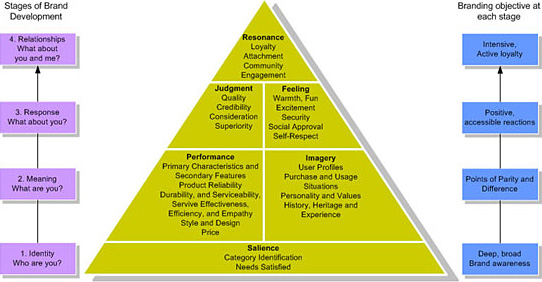 Stages of Brand
Development
4. Relationships
What about
you and me?
3. Response
What about you?
2. Meaning
What are you?
1. Identity
Who are you?
Resonance
Loyalty
Attachment
Community
Engagement
Judgment
Quality
Credibility
Consideration
Superiority
Feeling
Warmth, Fun
Excitement
Security
Social Approval
Self-Respect
Performance
Primary Characteristics and
Secondary Features
Product Reliability
Durability, and Serviceability,
Servive Effectiveness,
Efficiency, and Empathy
Style and Design
Price
Imagery
User Profiles
Purchase and Usage
Situations
Personality and Values
History, Heritage and
Experience
Salience
Category Identification
Needs Satisfied
Branding objective at
each stage
Intensive,
Active loyalty
Positive,
accessible reactions
Points of Parity and
Difference
Deep, broad
Brand awareness